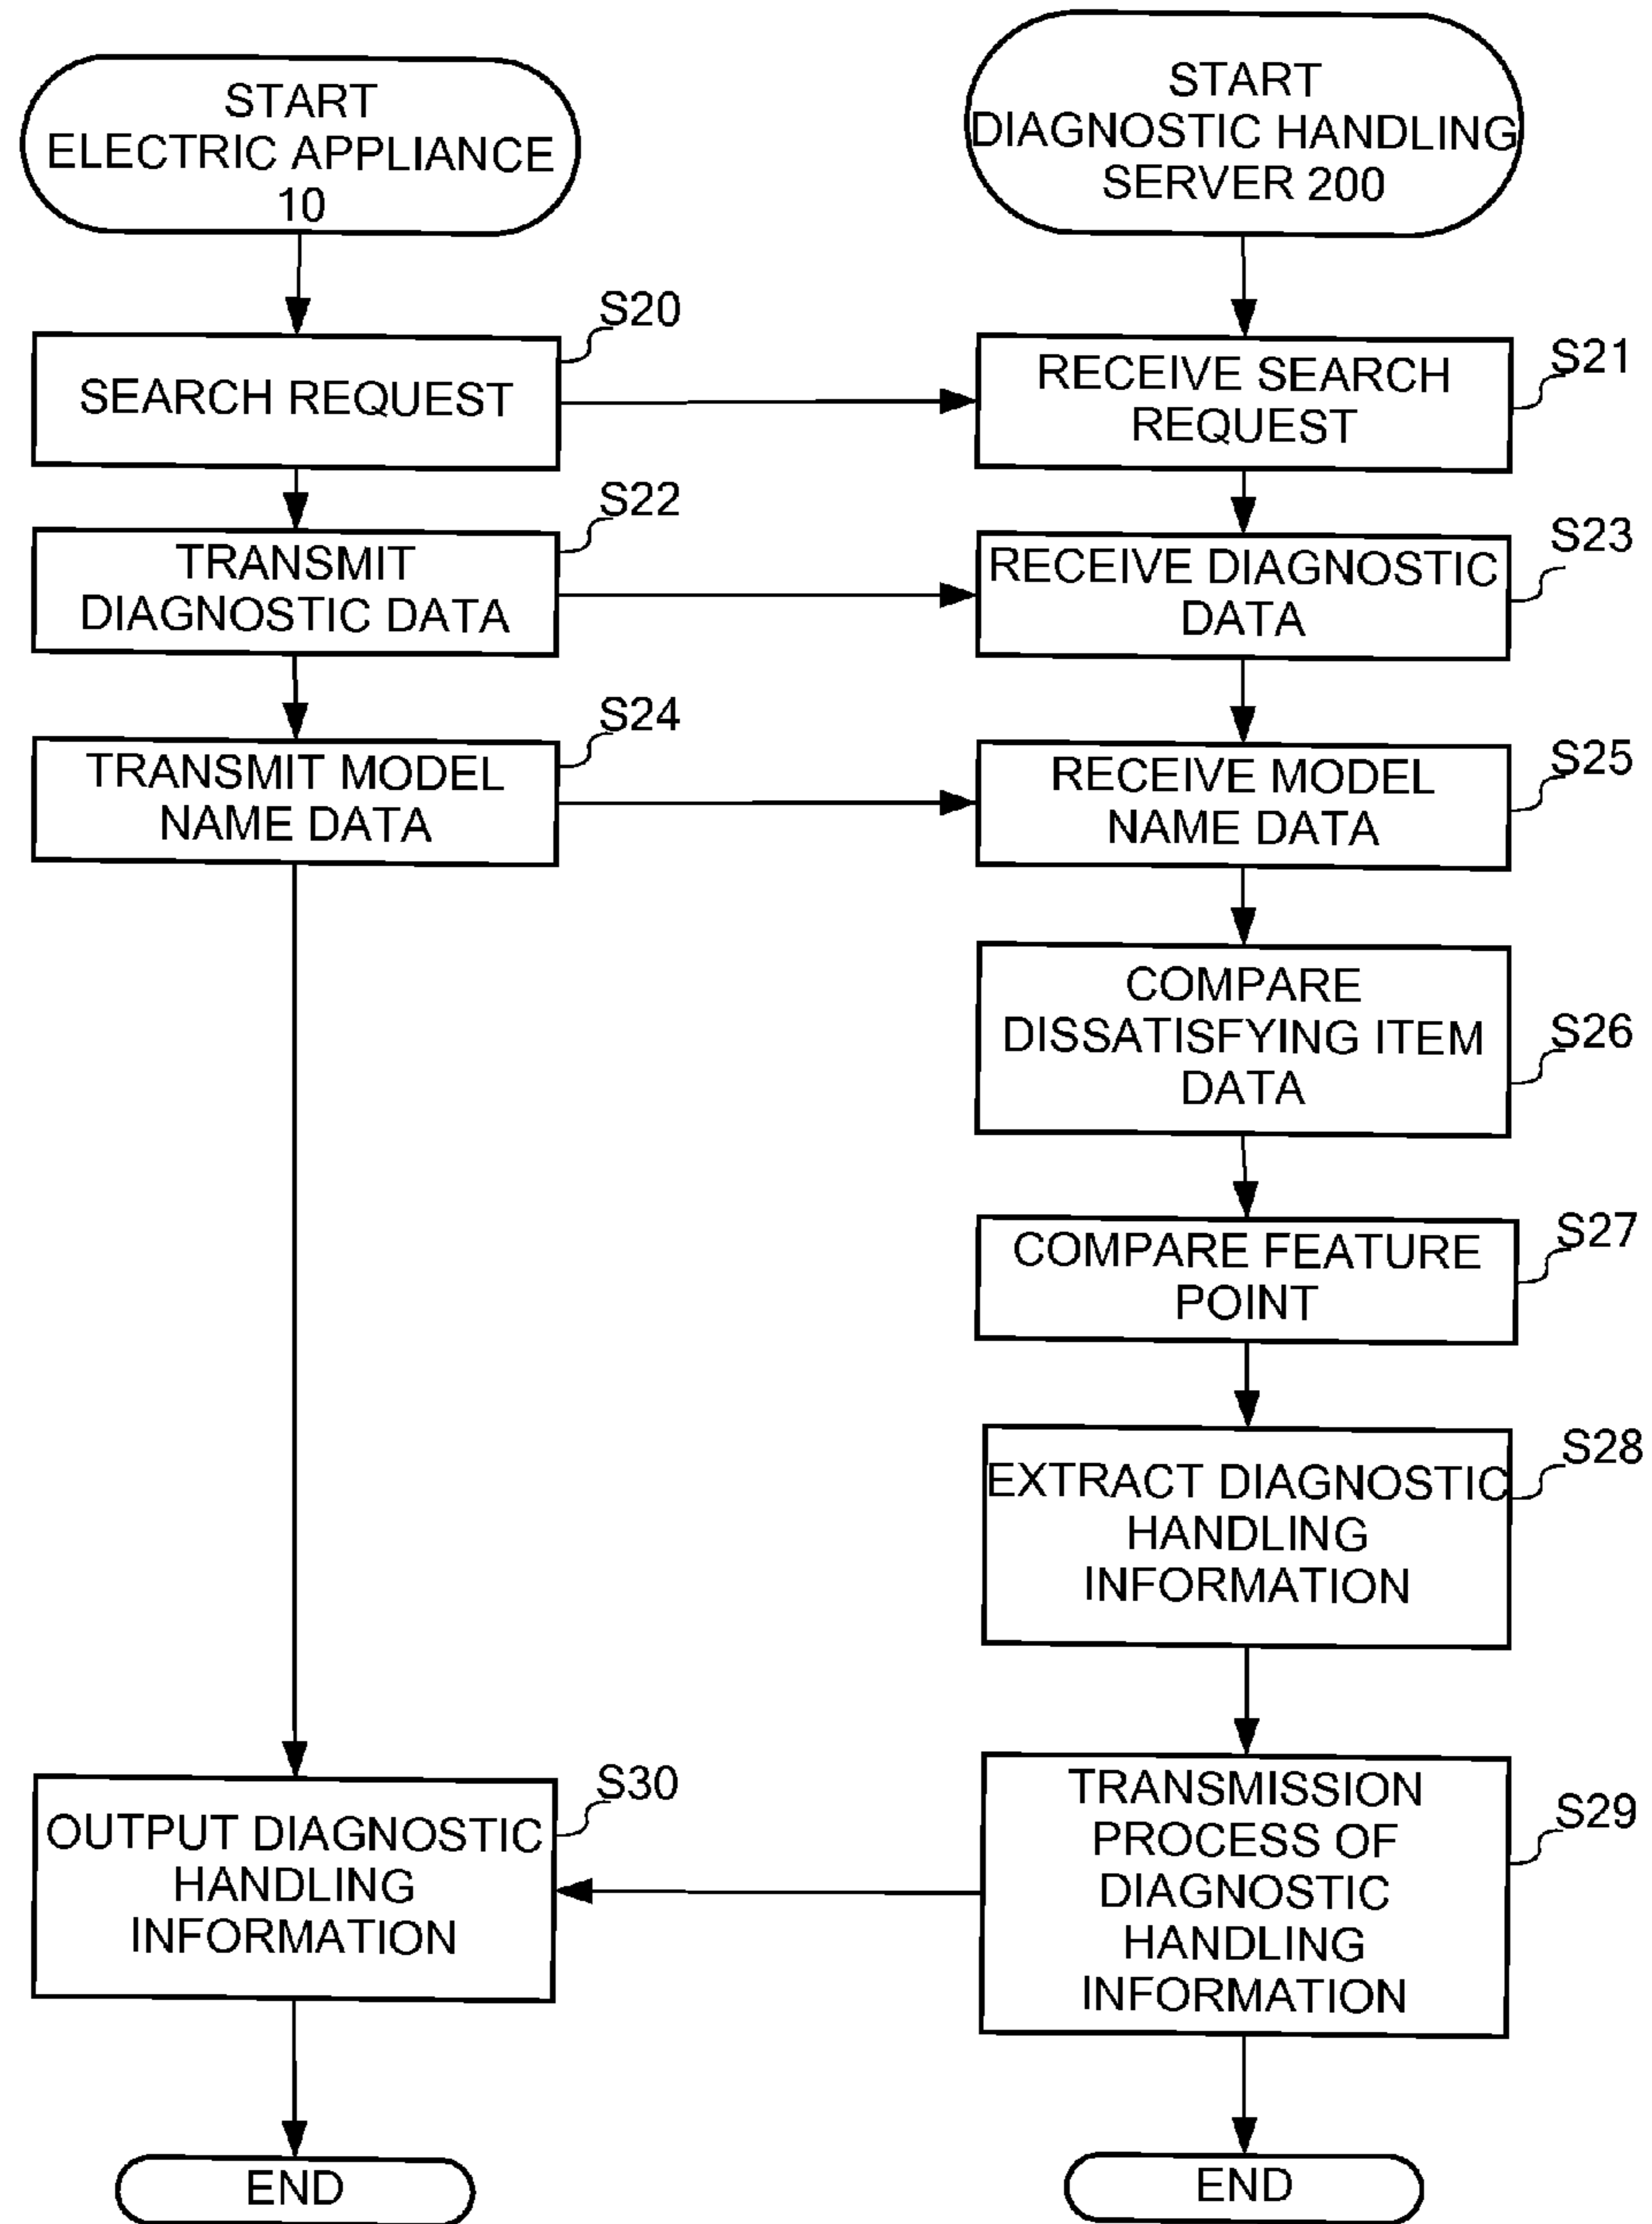 START
ELECTRIC APPLIANCE
10
START
DIAGNOSTIC HANDLING
SERVER 200
S20
SEARCH REQUEST
S21
RECEIVE SEARCH
REQUEST
S22
TRANSMIT
DIAGNOSTIC DATA
S23
RECEIVE DIAGNOSTIC
DATA
S24
TRANSMIT MODEL
NAME DATA
S25
RECEIVE MODEL
NAME DATA
S26
COMPARE
DISSATISFYING ITEM
DATA
S27
COMPARE FEATURE
POINT
S28
EXTRACT DIAGNOSTIC
HANDLING
INFORMATION
S29
TRANSMISSION
PROCESS OF
DIAGNOSTIC
HANDLING
INFORMATION
S30
OUTPUT DIAGNOSTIC
HANDLING
INFORMATION
END
END